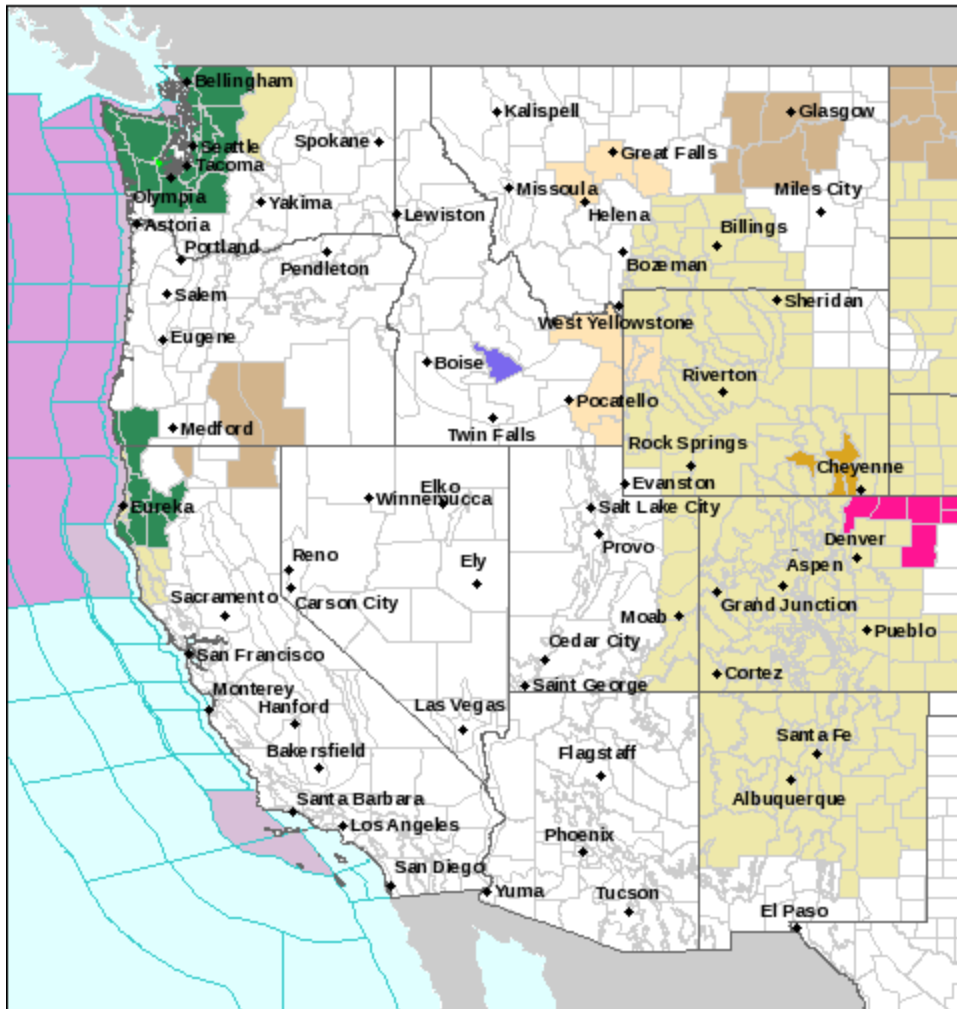 Bellingham
Kalispell
Glasgow
Seattle
Spokane
Great Falls
Tacoma
Missoula
Miles City
Olympia
Yakima
Lewiston
Helena
Astoria
Billings
Portland
Pendleton
Bozeman
Salem
Sheridan
West Yellowstone
Eugene
Boise
Riverton
Pocatello
Medford
Twin Falls
Rock Springs
Cheyenne
Elko
Winnemucca
Evanston
Eureka
Salt Lake City
Denver
Provo
Reno
Ely
Aspen
Sacramento
Carson City
Grand Junction
Moab
Pueblo
Cedar City
San Francisco
Cortez
Saint George
Monterey
Hanford
Las Vegas
Santa Fe
Bakersfield
Flagstaff
Santa Barbara
Albuquerque
Los Angeles
Phoenix
San Diego
Yuma
Tucson
El Paso